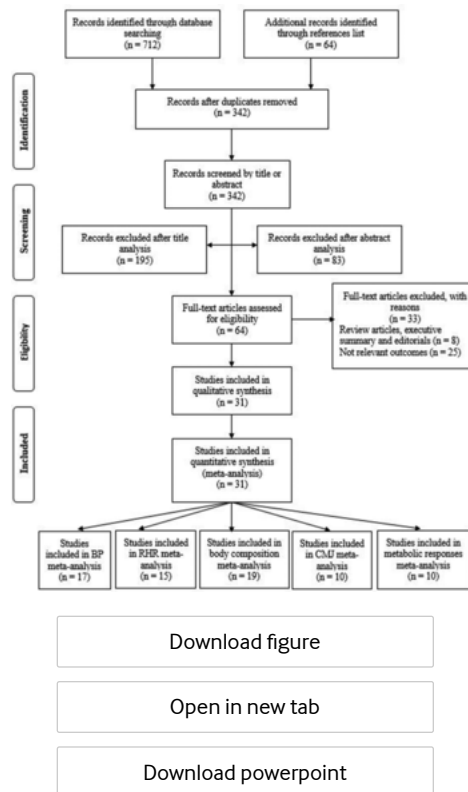 Records identified through database
searching
(n = 712)
Additional records identified
through references list
(n = 64)
Identification
Records after duplicates removed
(n = 342)
Records screened by title or
abstract
(n = 342)
Screening
Records excluded after title
analysis
(n = 195)
Records excluded after abstract
analysis
(n = 83)
Eligibility
Full-text articles assessed
for eligibility
(n = 64)
Full-text articles excluded, with
reasons
(n = 33)
Review articles, executive
summary and editorials (n = 8)
Not relevant outcomes (n = 25)
Studies included in
qualitative synthesis
(n = 31)
Included
Studies included in
quantitative synthesis
(meta-analysis)
(n = 31)
Studies
included in BP
meta-analysis
(n = 17)
Studies
included in RHR
meta-
analysis
(n = 15)
Studies included in
body composition
meta-analysis
(n = 19)
Studies
included in CMJ meta-
analysis
(n = 10)
Studies included in
metabolic responses
meta-analysis
(n = 10)
Download figure
Open in new tab
Download powerpoint